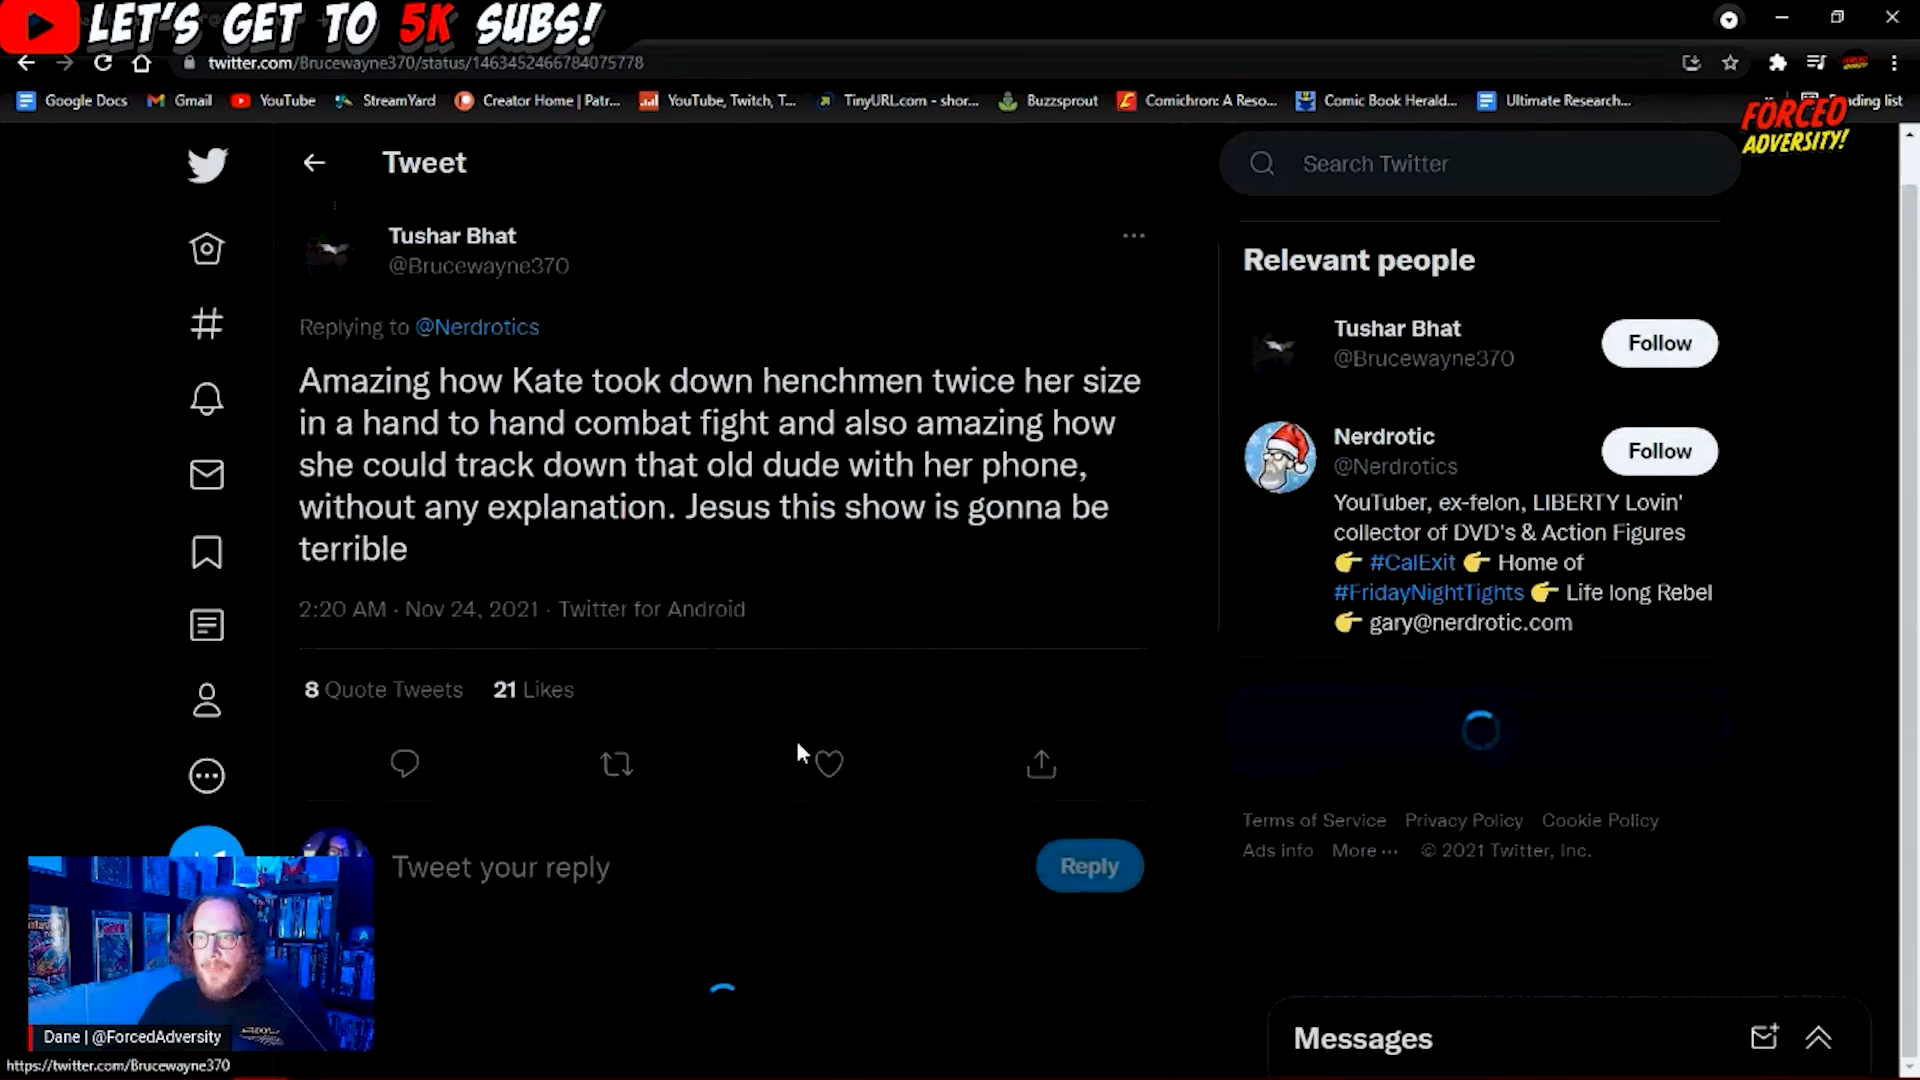 LET'S GET TO 5K SUBS!
twitter.com/Brucewayne370/status/1463452466784075778
Google Docs Gmail YouTube StreamYard Creator Home | Patr... YouTube, Twitch, T... TinyURL.com - shor... Buzzsprout Comichron: A Reso... Comic Book Herald... Ultimate Research...
FORCED
ADVERSITY!
Tweet
Search Twitter
Tushar Bhat
@Brucewayne370
Replying to @Nerdrotics
Amazing how Kate took down henchmen twice her size
in a hand to hand combat fight and also amazing how
she could track down that old dude with her phone,
without any explanation. Jesus this show is gonna be
terrible
2:20 AM · Nov 24, 2021 · Twitter for Android
8 Quote Tweets 21 Likes
Tweet your reply
Reply
Relevant people
Tushar Bhat
@Brucewayne370
Follow
Nerdrotic
@Nerdrotics
Follow
YouTuber, ex-felon, LIBERTY Lovin'
collector of DVD's & Action Figures
👉 #CalExit 👉 Home of
#FridayNightTights 👉 Life long Rebel
👉 gary@nerdrotic.com
Terms of Service Privacy Policy Cookie Policy
Ads info More ··· © 2021 Twitter, Inc.
Messages
Dane | @ForcedAdversity
https://twitter.com/Brucewayne370